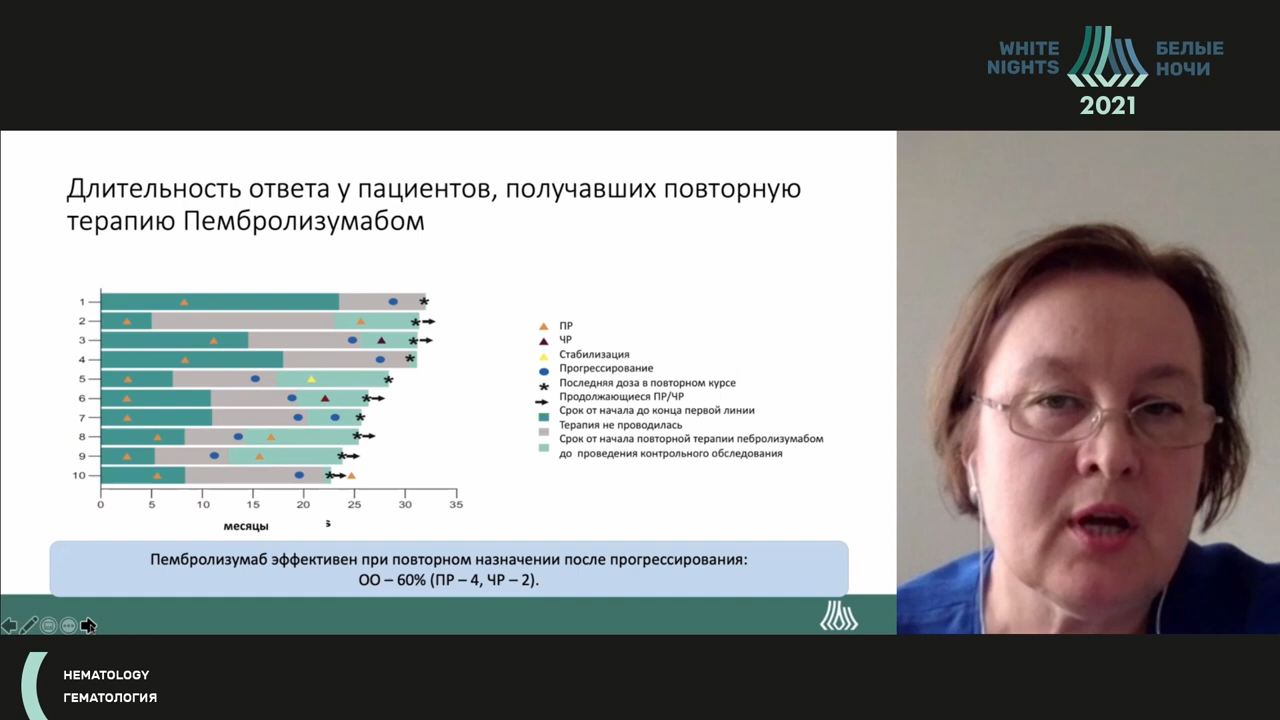 WHITE
NIGHTS
БЕЛЫЕ
НОЧИ
2021
Длительность ответа у пациентов, получавших повторную
терапию Пембролизумабом
1
2
3
4
5
6
7
8
9
10
0 5 10 15 20 25 30 35
месяцы
s
ПР
ЧР
Стабилизация
Прогрессирование
Последняя доза в повторном курсе
Продолжающиеся ПР/ЧР
Срок от начала до конца первой линии
Терапия не проводилась
Срок от начала повторной терапии пебролизумабом
до проведения контрольного обследования
Пембролизумаб эффективен при повторном назначении после прогрессирования:
ОО – 60% (ПР – 4, ЧР – 2).
HEMATOLOGY
ГЕМАТОЛОГИЯ